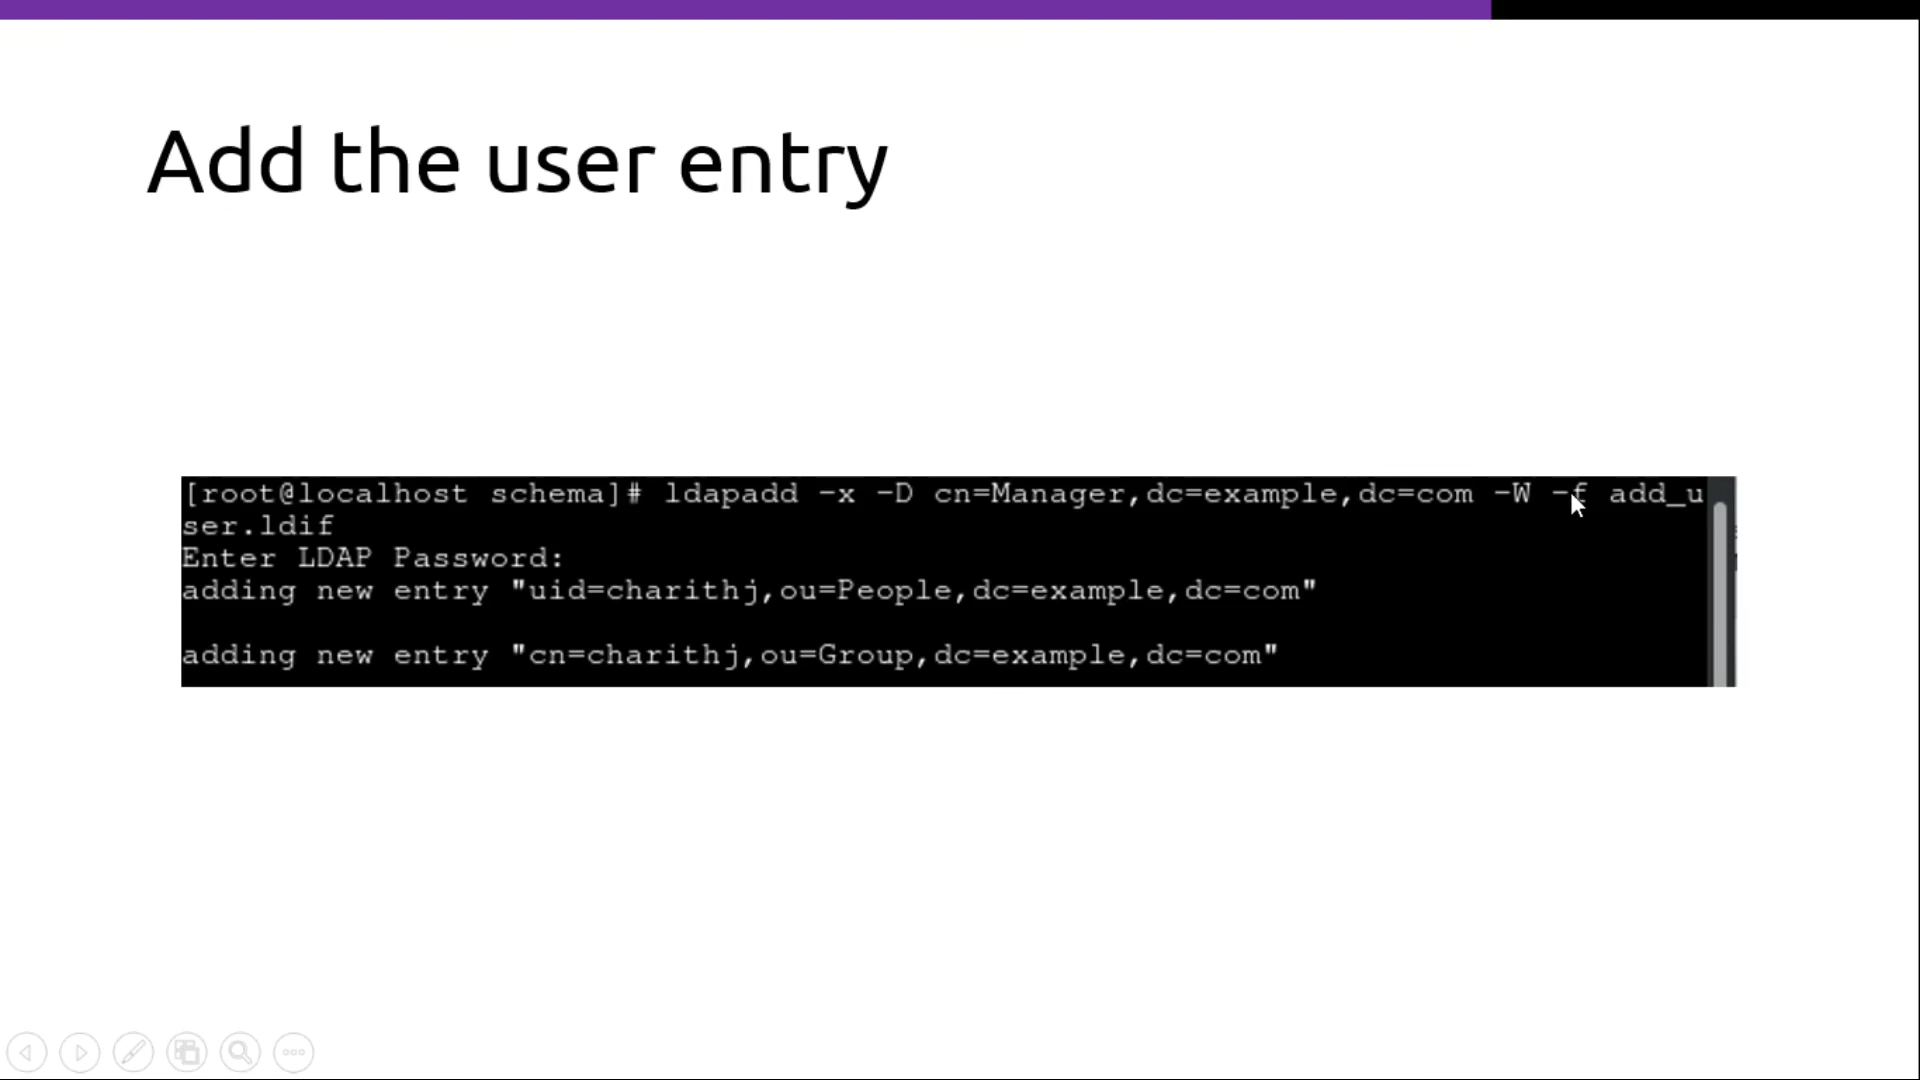 Add the user entry
[root@localhost schema]# ldapadd -x -D cn=Manager,dc=example,dc=com -W -f add_u
ser.ldif
Enter LDAP Password:
adding new entry "uid=charithj,ou=People,dc=example,dc=com"
adding new entry "cn=charithj,ou=Group,dc=example,dc=com"